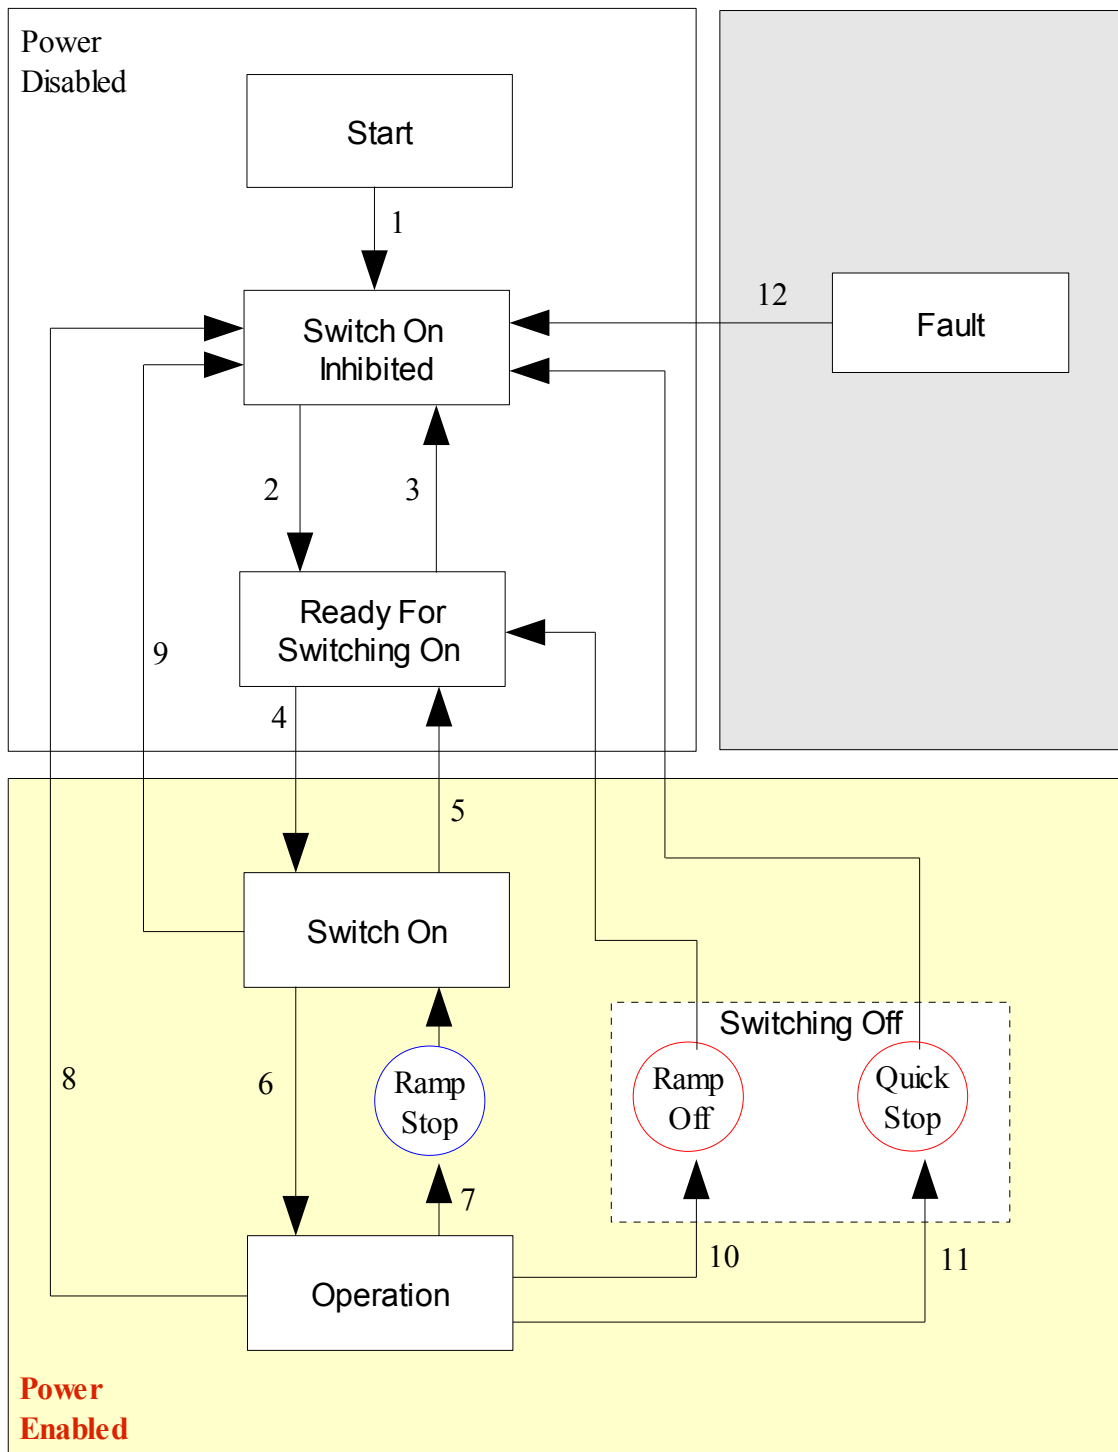 Power
Disabled
Start
1
12
Switch On
Inhibited
Fault
2
3
Ready For
Switching On
9
4
5
Switch On
Switching Off
8
6
Ramp
Stop
Ramp
Off
Quick
Stop
7
10
11
Operation
Power
Enabled